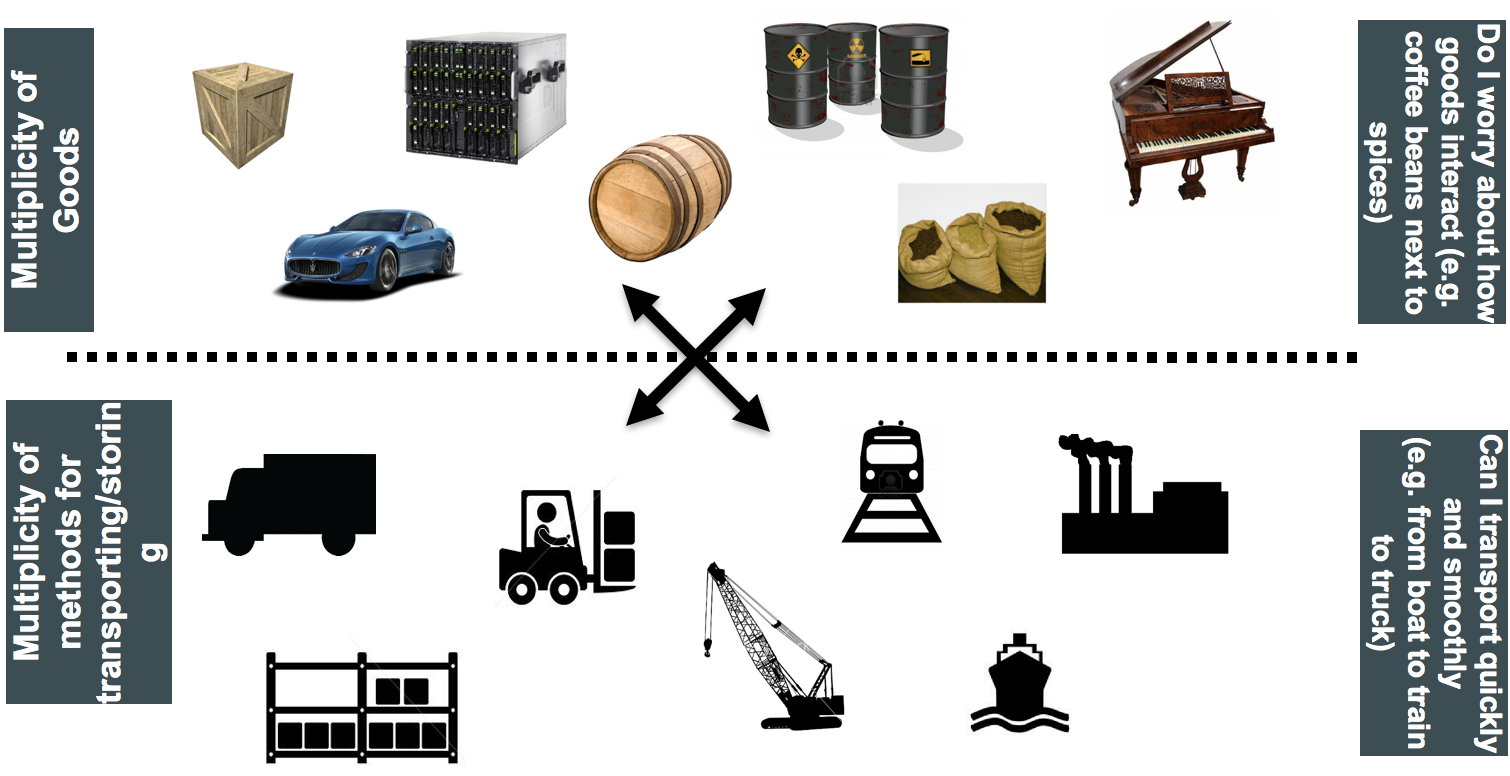 Multiplicity of
Goods
Do I worry about how
goods interact (e.g.
coffee beans next to
spices)
Multiplicity of
methods for
transporting/storin
g
Can I transport quickly
and smoothly
(e.g. from boat to train
to truck)